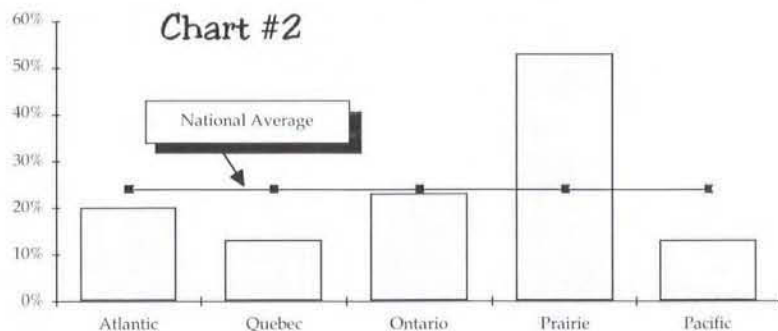 Chart #2
60%
50%
40%
30%
20%
10%
0%
National Average
Atlantic Quebec Ontario Prairie Pacific